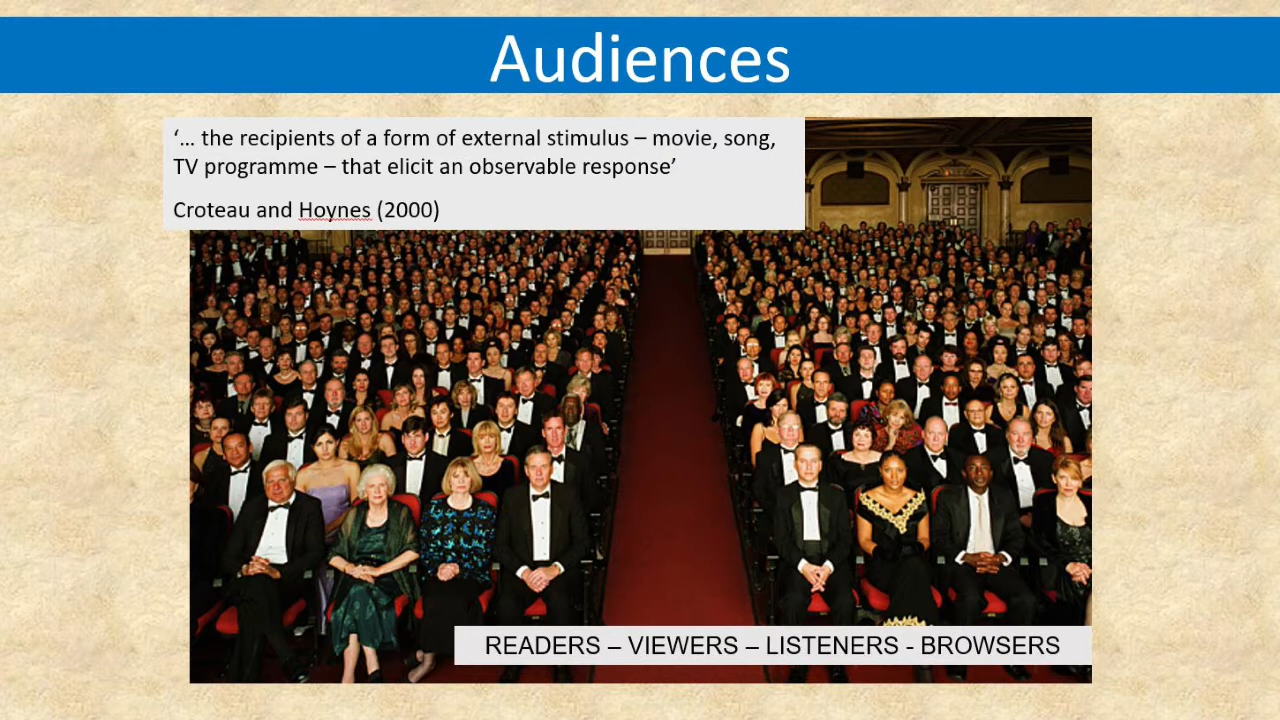 Audiences
‘... the recipients of a form of external stimulus – movie, song,
TV programme – that elicit an observable response’
Croteau and Hoynes (2000)
READERS – VIEWERS – LISTENERS - BROWSERS